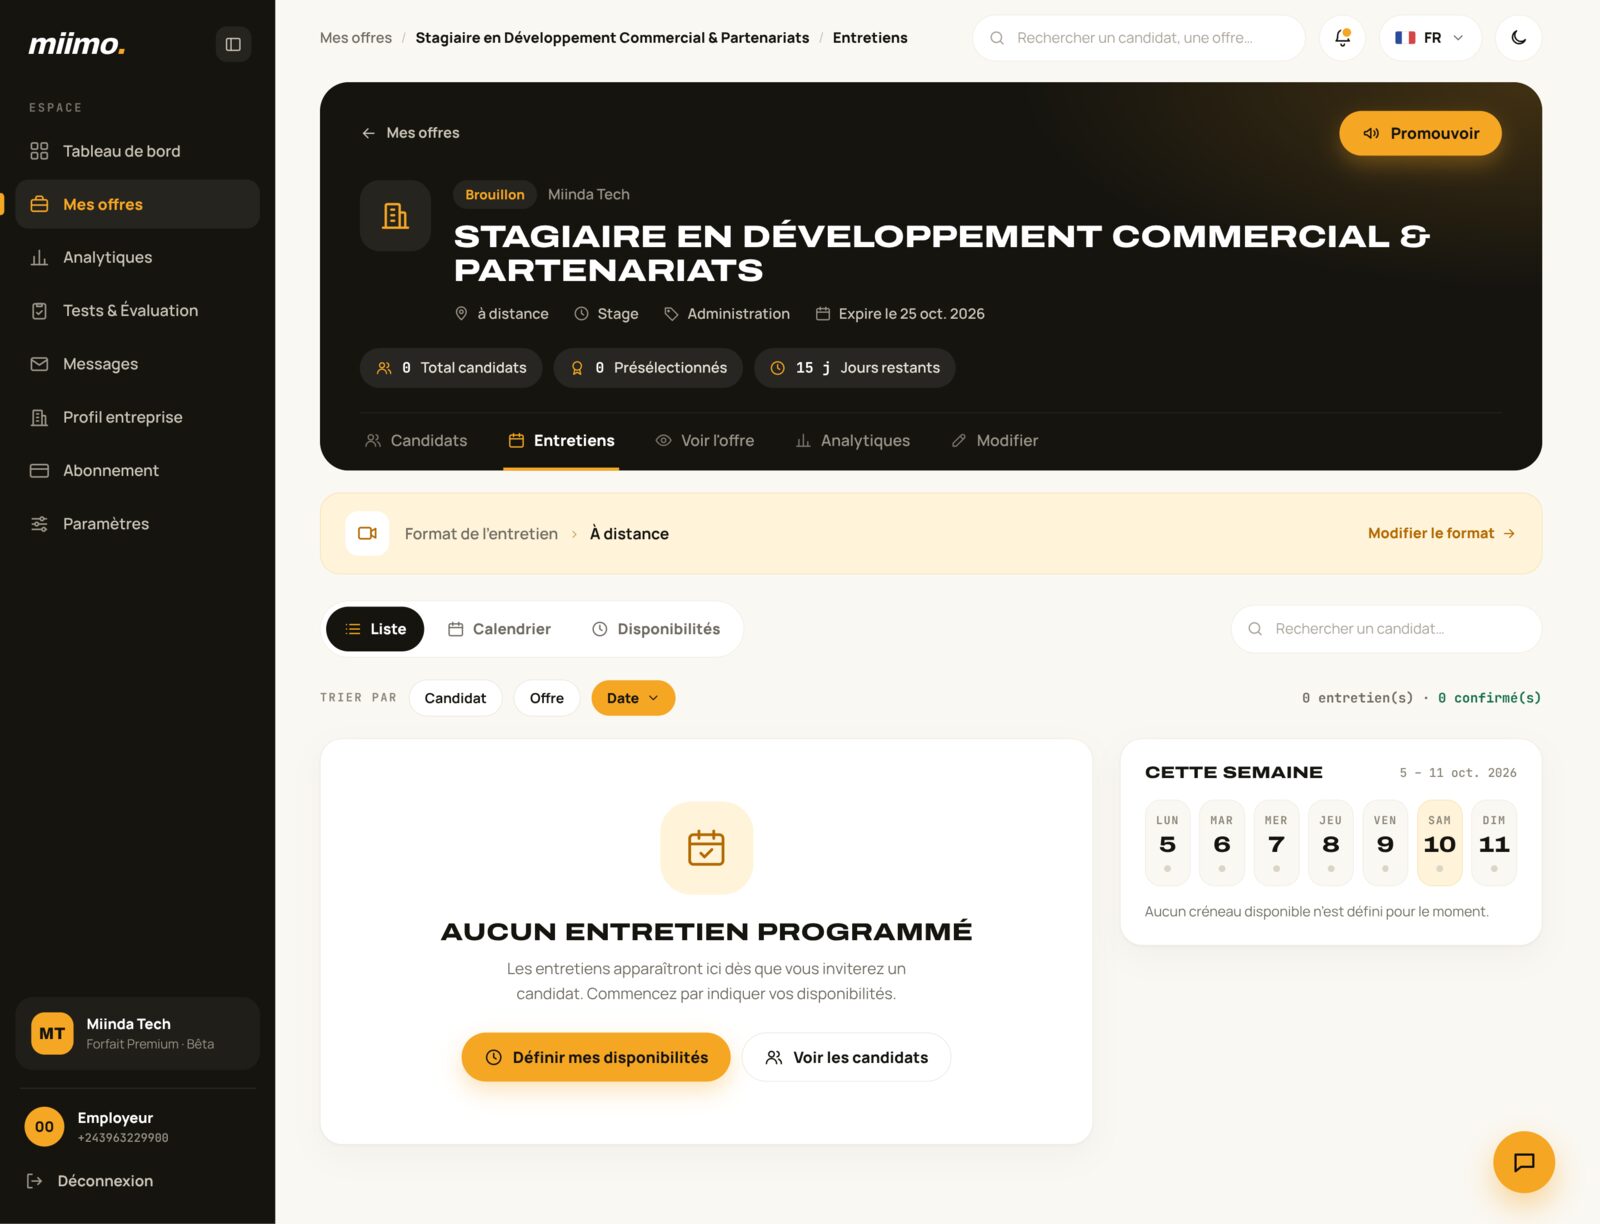 miimo.
ESPACE
Tableau de bord
Mes offres
Analytiques
Tests & Évaluation
Messages
Profil entreprise
Abonnement
Paramètres
MT
Miinda Tech
Forfait Premium · Bêta
00
Employeur
+243963229900
Déconnexion
Mes offres / Stagiaire en Développement Commercial & Partenariats / Entretiens
Rechercher un candidat, une offre...
FR
Mes offres
Promouvoir
Brouillon
Miinda Tech
STAGIAIRE EN DÉVELOPPEMENT COMMERCIAL &
PARTENARIATS
à distance
Stage
Administration
Expire le 25 oct. 2026
0 Total candidats
0 Présélectionnés
15 j Jours restants
Candidats
Entretiens
Voir l'offre
Analytiques
Modifier
Format de l'entretien › À distance
Modifier le format →
Liste
Calendrier
Disponibilités
Rechercher un candidat...
TRIER PAR
Candidat
Offre
Date
0 entretien(s) · 0 confirmé(s)
AUCUN ENTRETIEN PROGRAMMÉ
Les entretiens apparaîtront ici dès que vous inviterez un
candidat. Commencez par indiquer vos disponibilités.
Définir mes disponibilités
Voir les candidats
CETTE SEMAINE
5 – 11 oct. 2026
LUN MAR MER JEU VEN SAM DIM
5 6 7 8 9 10 11
Aucun créneau disponible n'est défini pour le moment.